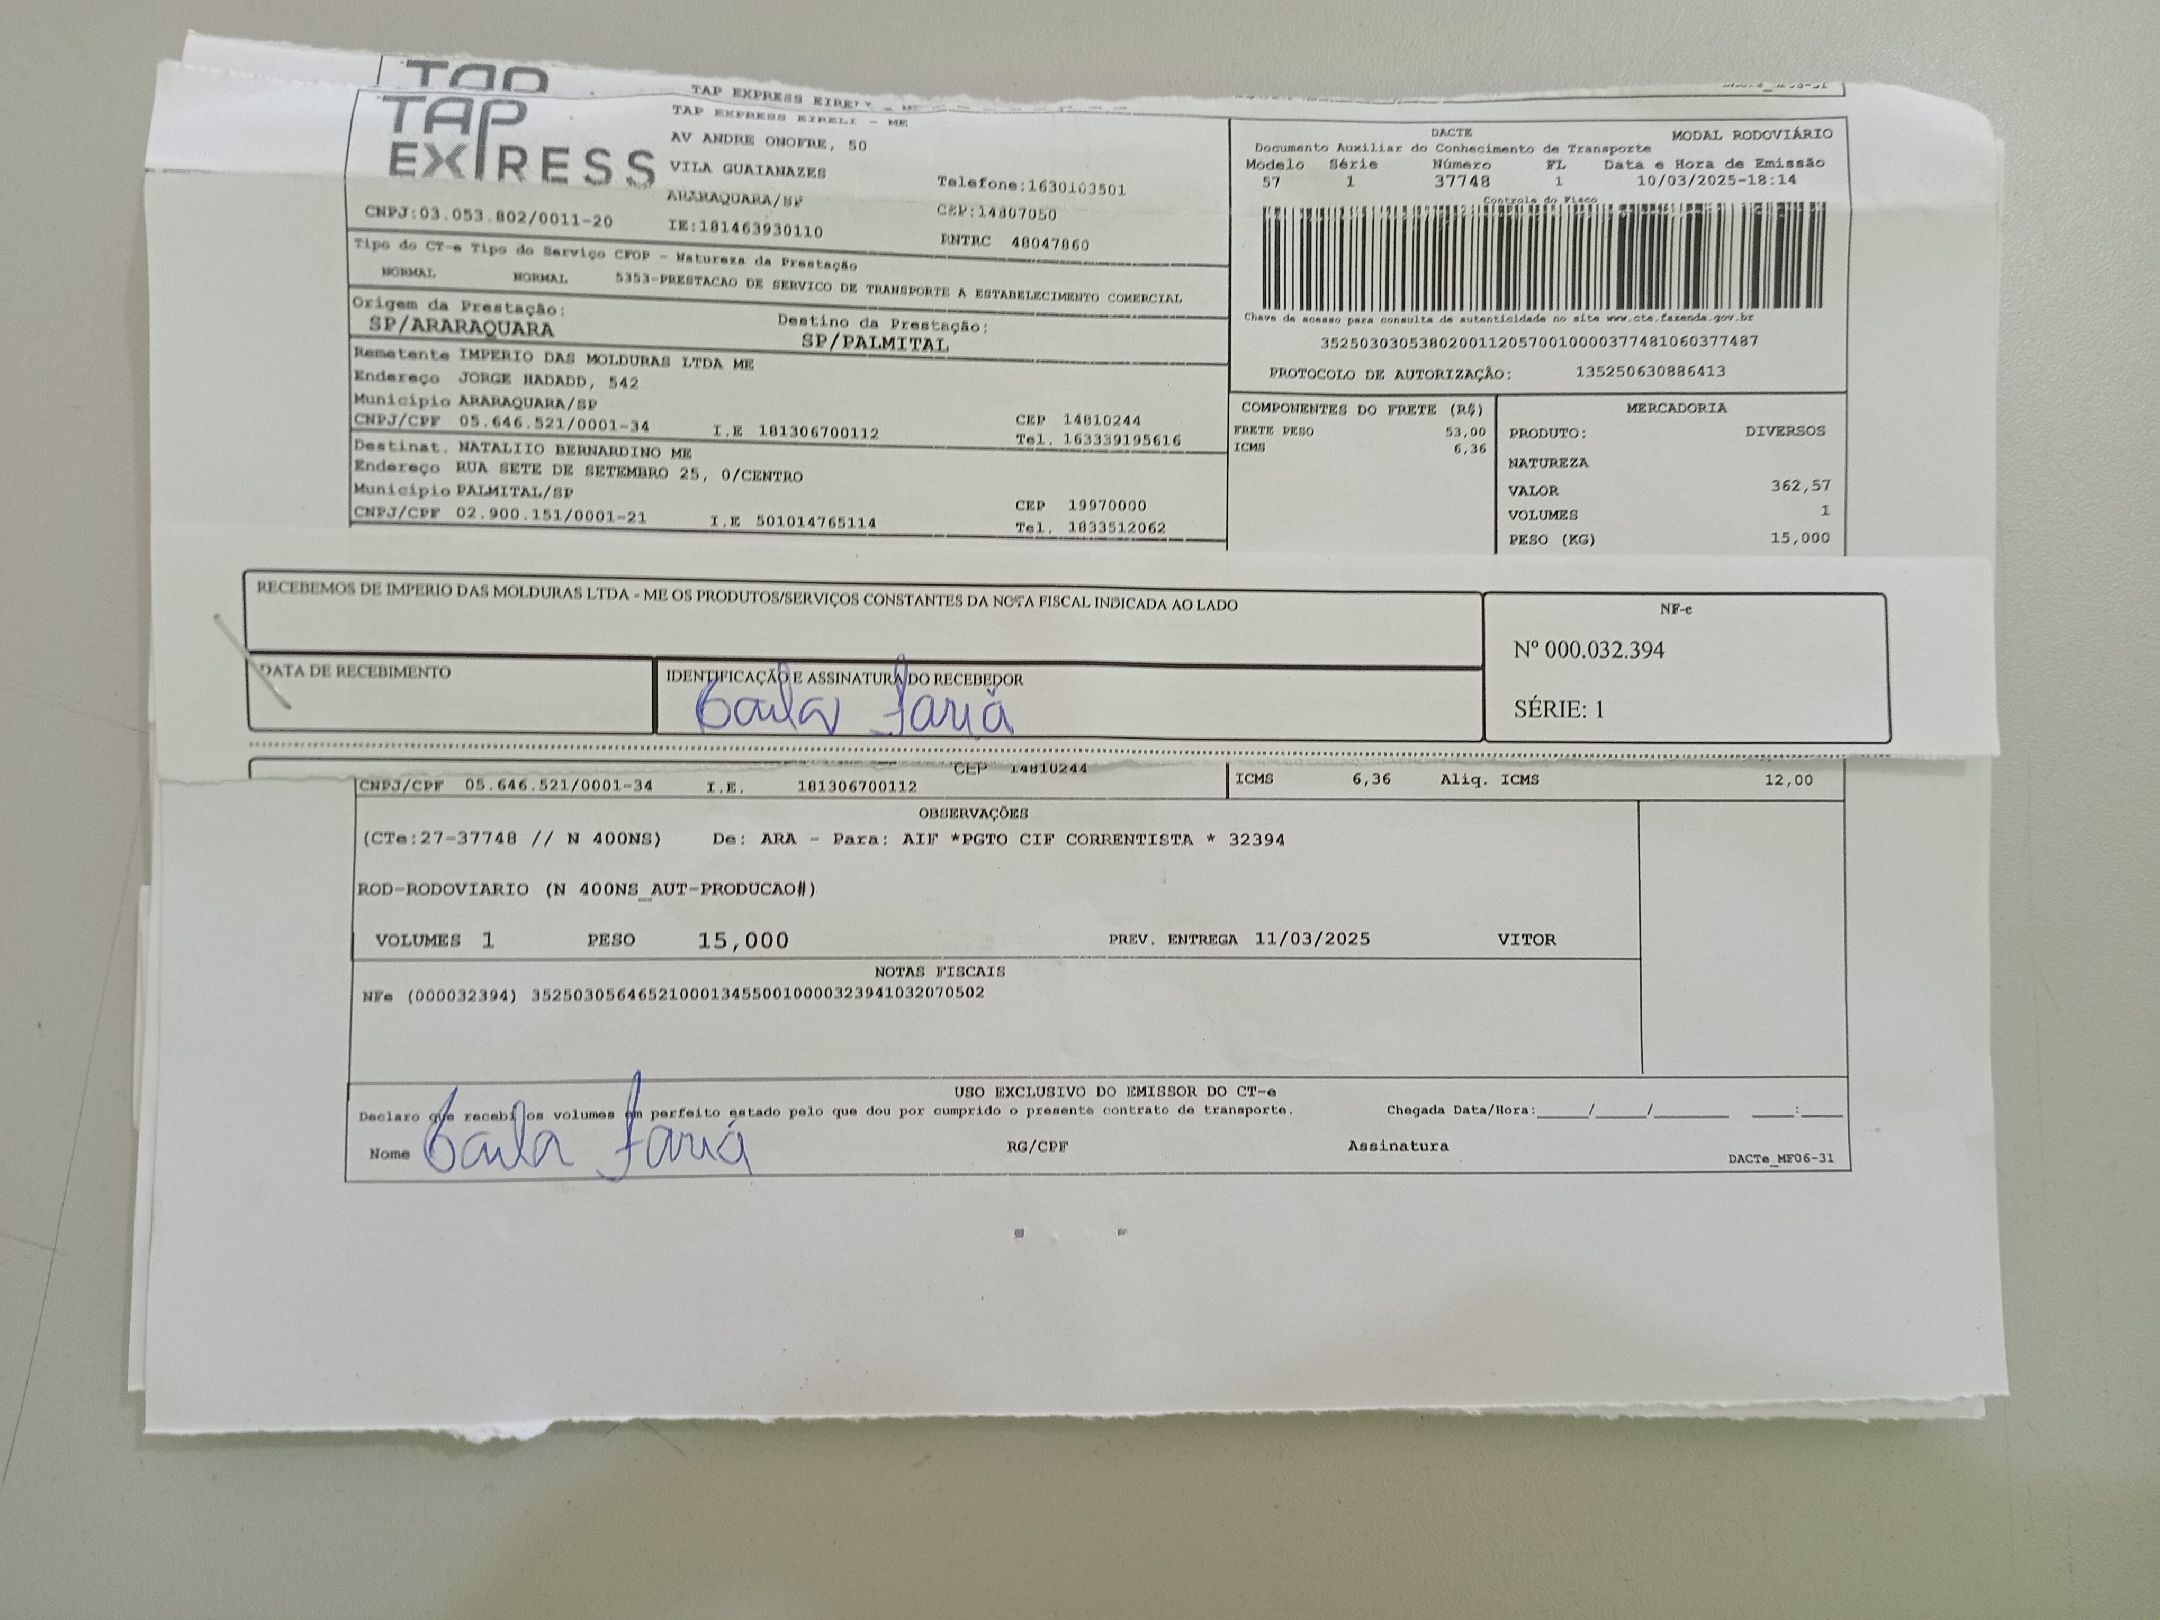 TAP
TAP EXPRESS EIRELI - ME
TAP EXPRESS
TAP EXPRESS EIRELI - ME
AV ANDRE ONOFRE, 50
VILA GUAIANAZES Telefone:1630103501
ARARAQUARA/SP CEP:14807050
CNPJ:03.053.802/0011-20 IE:181463930110 RNTRC 48047860
DACTE MODAL RODOVIÁRIO
Documento Auxiliar do Conhecimento de Transporte
Modelo Série Número FL Data e Hora de Emissão
57 1 37748 1 10/03/2025-18:14
Controle do Fisco
Chave de acesso para consulta de autenticidade no site www.cte.fazenda.gov.br
35250303053802001120570010000377481060377487
PROTOCOLO DE AUTORIZAÇÃO: 135250630886413
Tipo do CT-e Tipo do Serviço CFOP - Natureza da Prestação
NORMAL NORMAL 5353-PRESTACAO DE SERVICO DE TRANSPORTE A ESTABELECIMENTO COMERCIAL
Origem da Prestação: Destino da Prestação:
SP/ARARAQUARA SP/PALMITAL
Remetente IMPERIO DAS MOLDURAS LTDA ME
Endereço JORGE HADADD, 542
Município ARARAQUARA/SP CEP 14810244
CNPJ/CPF 05.646.521/0001-34 I.E 181306700112 Tel. 163339195616
Destinat. NATALIIO BERNARDINO ME
Endereço RUA SETE DE SETEMBRO 25, 0/CENTRO
Município PALMITAL/SP CEP 19970000
CNPJ/CPF 02.900.151/0001-21 I.E 501014765114 Tel. 1833512062
COMPONENTES DO FRETE (R$)
FRETE PESO 53,00
ICMS 6,36
MERCADORIA
PRODUTO: DIVERSOS
NATUREZA
VALOR 362,57
VOLUMES 1
PESO (KG) 15,000
RECEBEMOS DE IMPERIO DAS MOLDURAS LTDA - ME OS PRODUTOS/SERVIÇOS CONSTANTES DA NOTA FISCAL INDICADA AO LADO
NF-e
Nº 000.032.394
SÉRIE: 1
DATA DE RECEBIMENTO IDENTIFICAÇÃO E ASSINATURA DO RECEBEDOR
Faria
CEP 14810244
CNPJ/CPF 05.646.521/0001-34 I.E. 181306700112 ICMS 6,36 Aliq. ICMS 12,00
OBSERVAÇÕES
(CTe:27-37748 // N 400NS) De: ARA - Para: AIF *PGTO CIF CORRENTISTA * 32394
ROD-RODOVIARIO (N 400NS_AUT-PRODUCAO#)
VOLUMES 1 PESO 15,000 PREV. ENTREGA 11/03/2025 VITOR
NOTAS FISCAIS
NFe (000032394) 35250305646521000134550010000323941032070502
USO EXCLUSIVO DO EMISSOR DO CT-e
Declaro que recebi os volumes em perfeito estado pelo que dou por cumprido o presente contrato de transporte. Chegada Data/Hora:_____/_____/_______ ____:____
Nome Faria RG/CPF Assinatura
DACTe_MF06-31